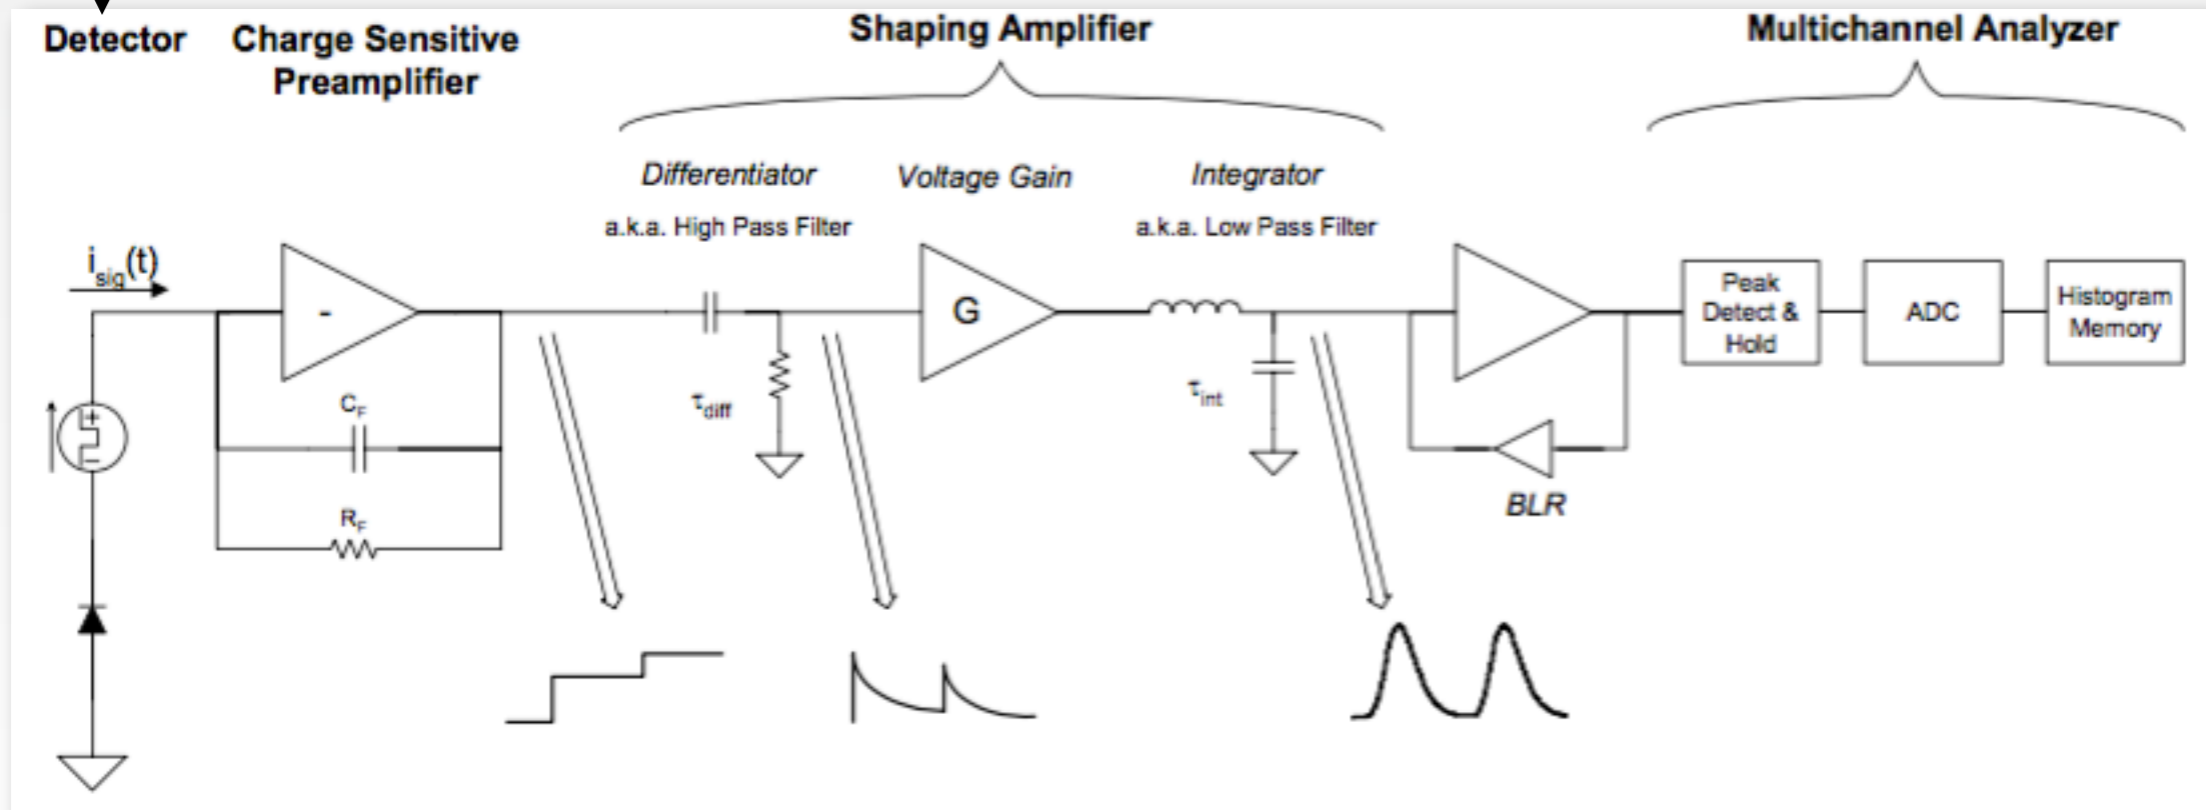 Detector
Charge Sensitive
Preamplifier
Shaping Amplifier
Multichannel Analyzer
Differentiator
a.k.a. High Pass Filter
Voltage Gain
Integrator
a.k.a. Low Pass Filter
i_sig(t)
-
G
Peak
Detect &
Hold
ADC
Histogram
Memory
C_F
R_F
τ_diff
τ_int
BLR
+
-